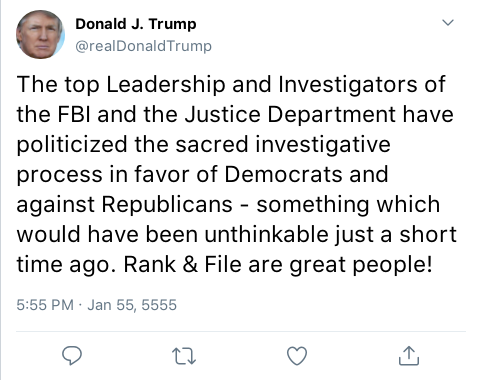 Donald J. Trump
@realDonaldTrump
The top Leadership and Investigators of
the FBI and the Justice Department have
politicized the sacred investigative
process in favor of Democrats and
against Republicans - something which
would have been unthinkable just a short
time ago. Rank & File are great people!
5:55 PM · Jan 55, 5555